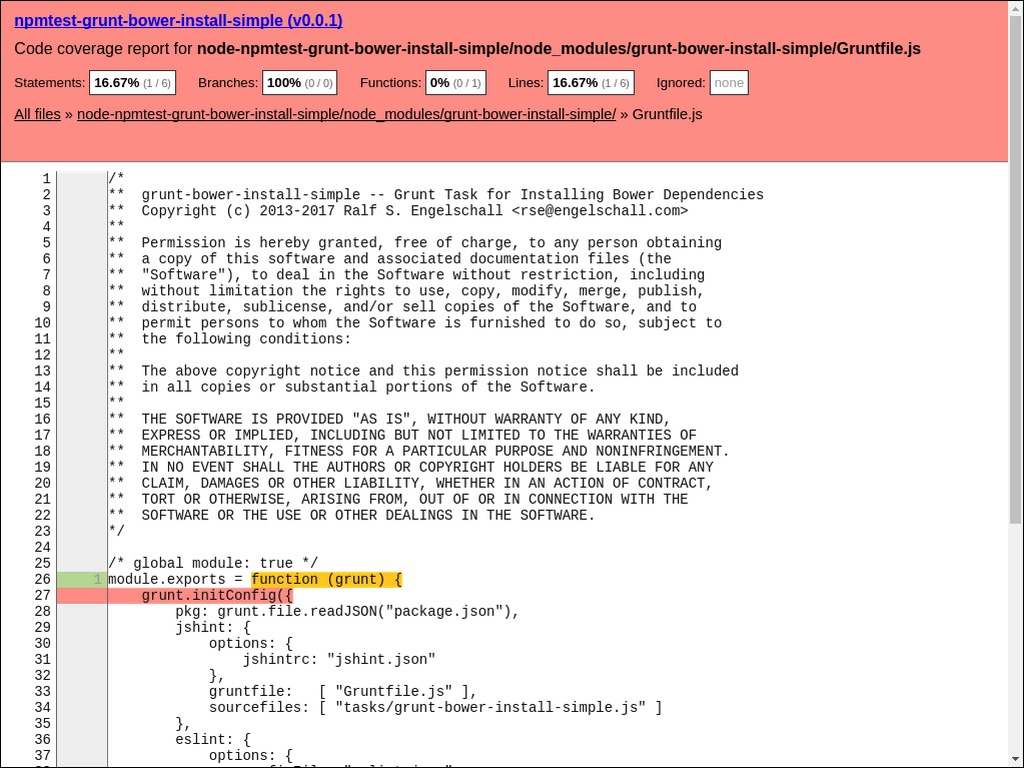 npmtest-grunt-bower-install-simple (v0.0.1)
Code coverage report for node-npmtest-grunt-bower-install-simple/node_modules/grunt-bower-install-simple/Gruntfile.js
Statements: 16.67% (1 / 6) Branches: 100% (0 / 0) Functions: 0% (0 / 1) Lines: 16.67% (1 / 6) Ignored: none
All files » node-npmtest-grunt-bower-install-simple/node_modules/grunt-bower-install-simple/ » Gruntfile.js
1 /*
2 **  grunt-bower-install-simple -- Grunt Task for Installing Bower Dependencies
3 **  Copyright (c) 2013-2017 Ralf S. Engelschall <rse@engelschall.com>
4 **
5 **  Permission is hereby granted, free of charge, to any person obtaining
6 **  a copy of this software and associated documentation files (the
7 **  "Software"), to deal in the Software without restriction, including
8 **  without limitation the rights to use, copy, modify, merge, publish,
9 **  distribute, sublicense, and/or sell copies of the Software, and to
10 **  permit persons to whom the Software is furnished to do so, subject to
11 **  the following conditions:
12 **
13 **  The above copyright notice and this permission notice shall be included
14 **  in all copies or substantial portions of the Software.
15 **
16 **  THE SOFTWARE IS PROVIDED "AS IS", WITHOUT WARRANTY OF ANY KIND,
17 **  EXPRESS OR IMPLIED, INCLUDING BUT NOT LIMITED TO THE WARRANTIES OF
18 **  MERCHANTABILITY, FITNESS FOR A PARTICULAR PURPOSE AND NONINFRINGEMENT.
19 **  IN NO EVENT SHALL THE AUTHORS OR COPYRIGHT HOLDERS BE LIABLE FOR ANY
20 **  CLAIM, DAMAGES OR OTHER LIABILITY, WHETHER IN AN ACTION OF CONTRACT,
21 **  TORT OR OTHERWISE, ARISING FROM, OUT OF OR IN CONNECTION WITH THE
22 **  SOFTWARE OR THE USE OR OTHER DEALINGS IN THE SOFTWARE.
23 */
24
25 /* global module: true */
26 1 module.exports = function (grunt) {
27     grunt.initConfig({
28         pkg: grunt.file.readJSON("package.json"),
29         jshint: {
30             options: {
31                 jshintrc: "jshint.json"
32             },
33             gruntfile:   [ "Gruntfile.js" ],
34             sourcefiles: [ "tasks/grunt-bower-install-simple.js" ]
35         },
36         eslint: {
37             options: {